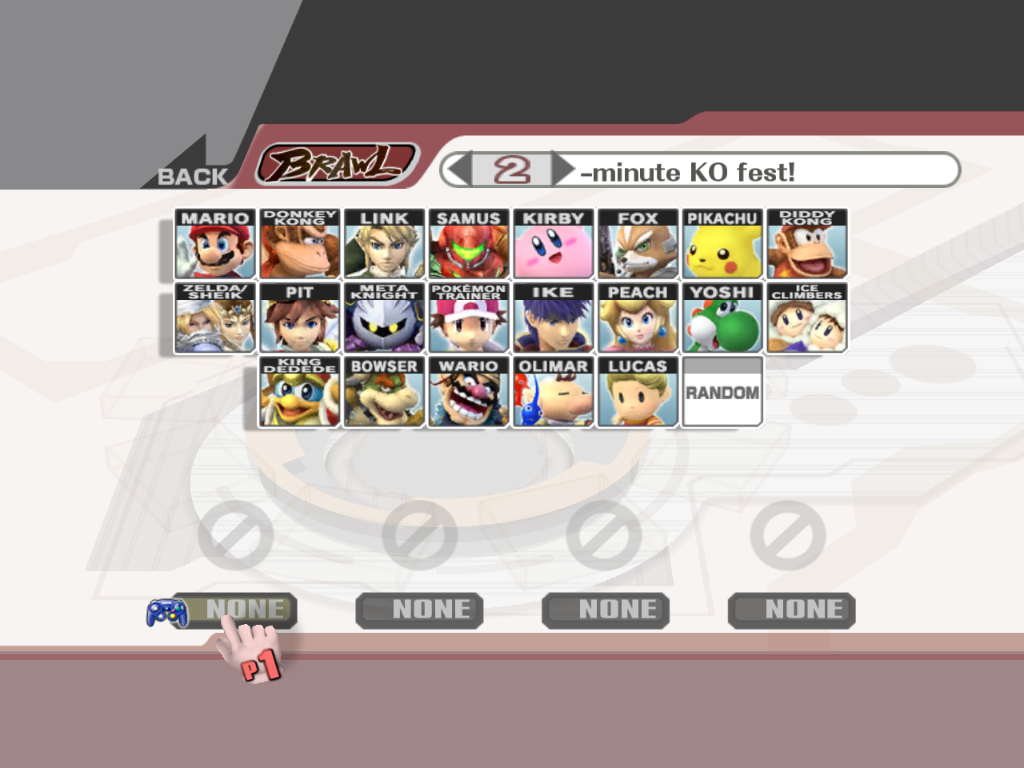 BACK
BRAWL
2
-minute KO fest!
MARIO
DONKEY
KONG
LINK
SAMUS
KIRBY
FOX
PIKACHU
DIDDY
KONG
ZELDA/
SHEIK
PIT
META
KNIGHT
POKÉMON
TRAINER
IKE
PEACH
YOSHI
ICE
CLIMBERS
KING
DEDEDE
BOWSER
WARIO
OLIMAR
LUCAS
RANDOM
NONE
NONE
NONE
NONE
P1